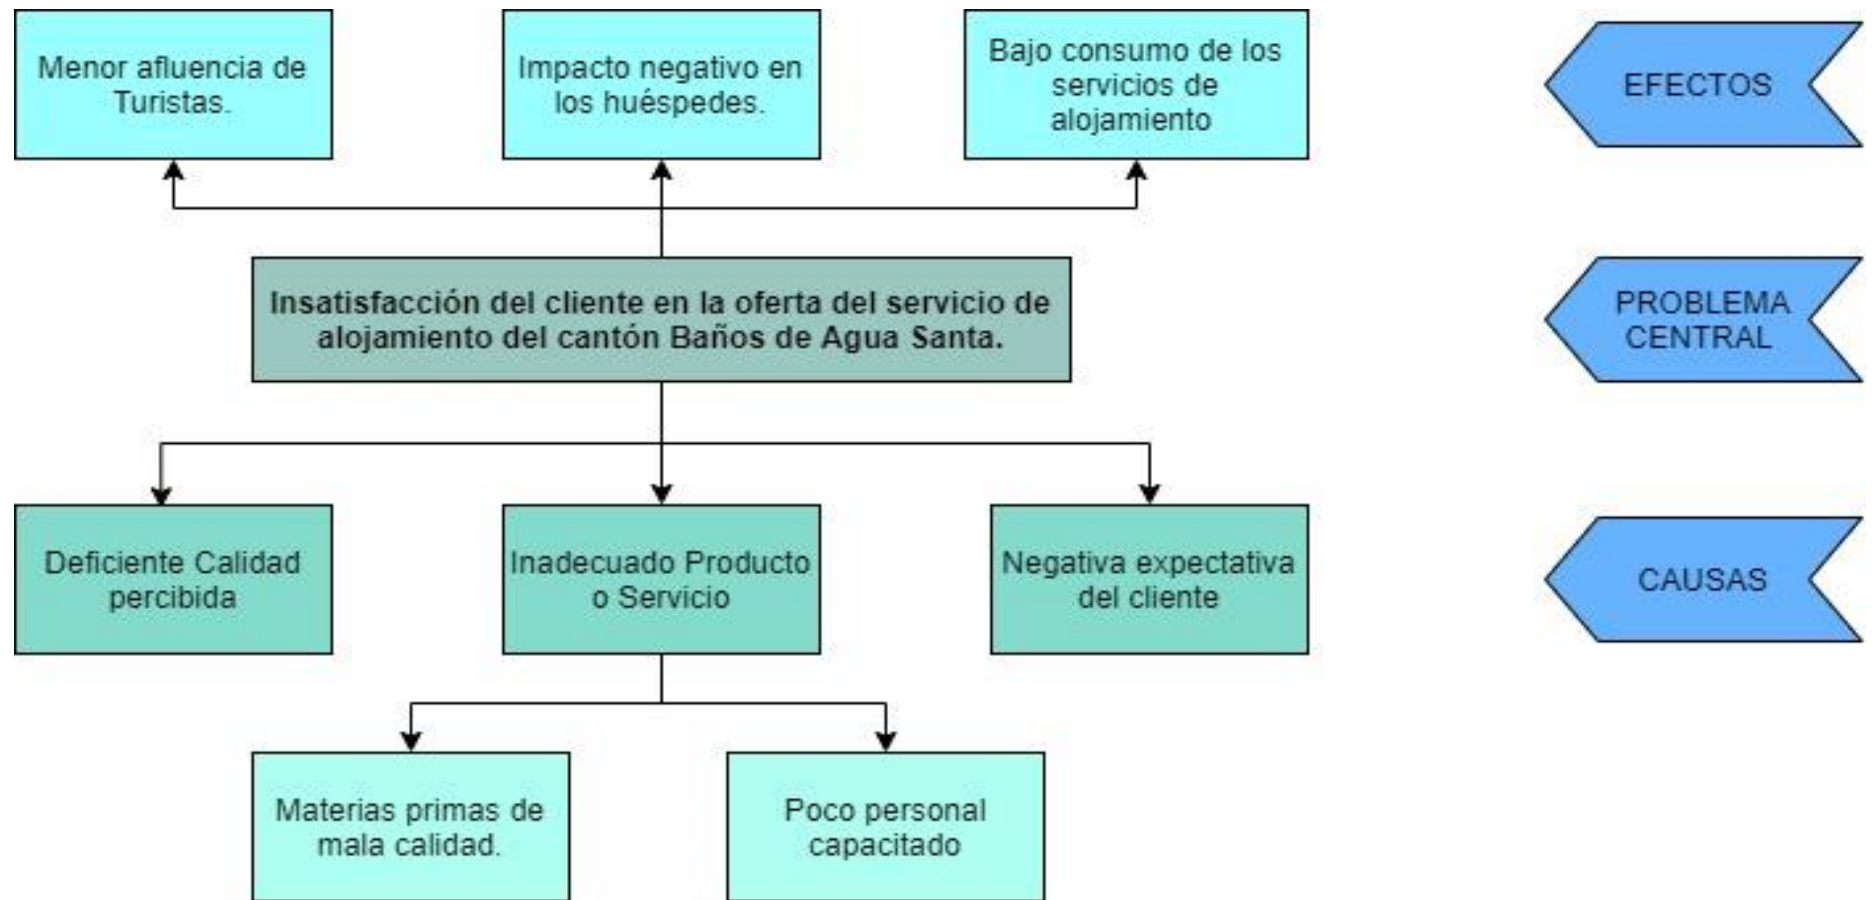 Menor afluencia de
Turistas.
Impacto negativo en
los huéspedes.
Bajo consumo de los
servicios de
alojamiento
EFECTOS
Insatisfacción del cliente en la oferta del servicio de
alojamiento del cantón Baños de Agua Santa.
PROBLEMA
CENTRAL
Deficiente Calidad
percibida
Inadecuado Producto
o Servicio
Negativa expectativa
del cliente
CAUSAS
Materias primas de
mala calidad.
Poco personal
capacitado